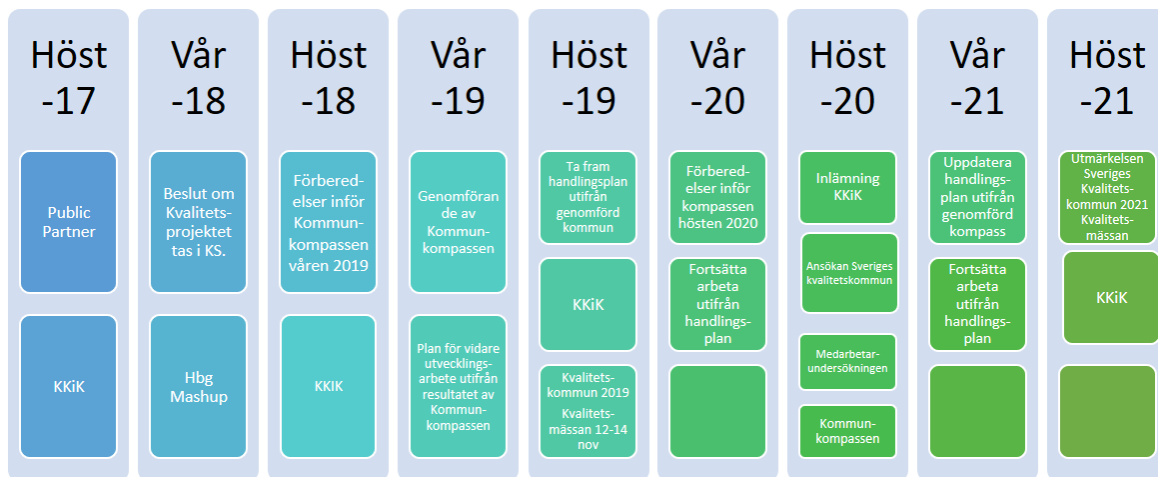 Höst
-17
Public
Partner
KKiK
Vår
-18
Beslut om
Kvalitets-
projektet
tas i KS.
Hbg
Mashup
Höst
-18
Förbered-
elser inför
Kommun-
kompassen
våren 2019
KKIK
Vår
-19
Genomföran
de av
Kommun-
kompassen
Plan för vidare
utvecklings-
arbete utifrån
resultatet av
Kommun-
kompassen
Höst
-19
Ta fram
handlingsplan
utifrån
genomförd
kommun
KKiK
Kvalitets-
kommun 2019
Kvalitets-
mässan 12-14
nov
Vår
-20
Förbered-
elser inför
kompassen
hösten 2020
Fortsätta
arbeta
utifrån
handlings-
plan
Höst
-20
Inlämning
KKiK
Ansökan Sveriges
kvalitetskommun
Medarbetar-
undersökningen
Kommun-
kompassen
Vår
-21
Uppdatera
handlings-
plan utifrån
genomförd
kompass
Fortsätta
arbeta
utifrån
handlings-
plan
Höst
-21
Utmärkelsen
Sveriges
Kvalitets-
kommun 2021
Kvalitets-
mässan
KKiK